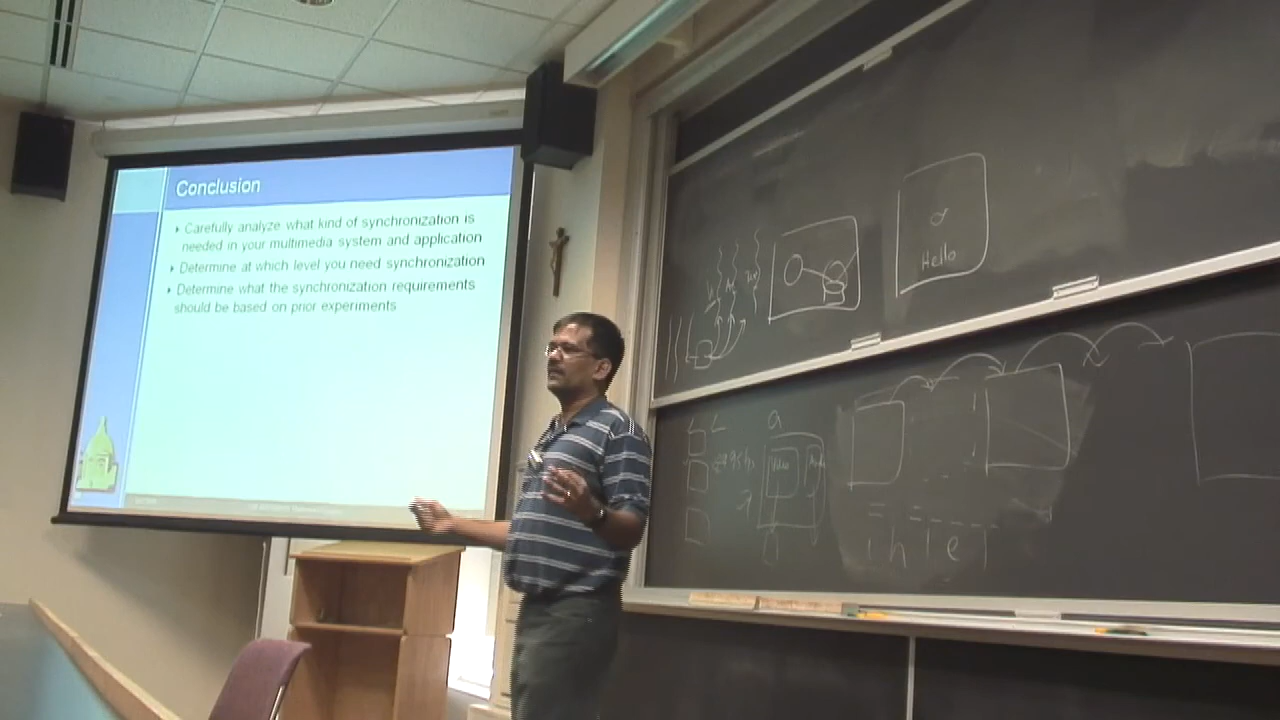 Conclusion
Carefully analyze what kind of synchronization is
needed in your multimedia system and application
Determine at which level you need synchronization
Determine what the synchronization requirements
should be based on prior experiments
Hello
a